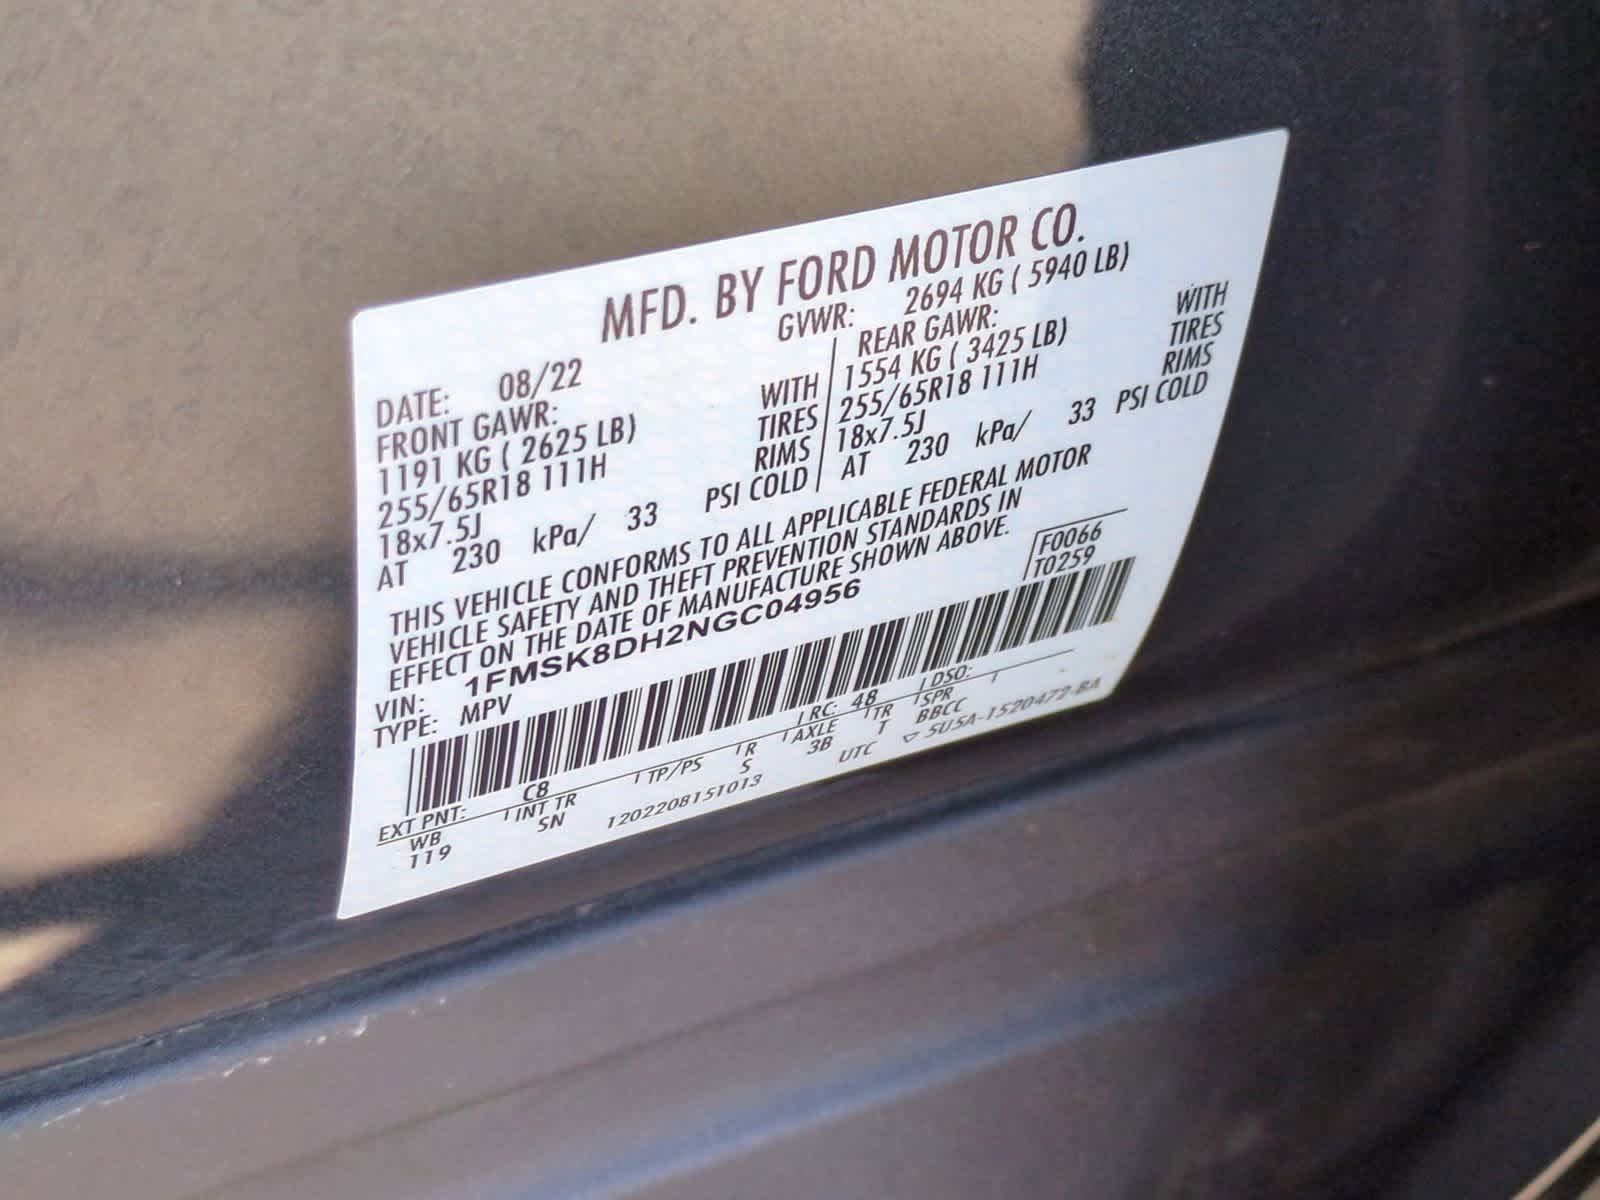 MFD. BY FORD MOTOR CO.
DATE: 08/22 GVWR: 2694 KG ( 5940 LB)
FRONT GAWR: REAR GAWR:
1191 KG ( 2625 LB) WITH 1554 KG ( 3425 LB) WITH
255/65R18 111H TIRES 255/65R18 111H TIRES
18x7.5J RIMS 18x7.5J RIMS
AT 230 kPa/ 33 PSI COLD AT 230 kPa/ 33 PSI COLD
THIS VEHICLE CONFORMS TO ALL APPLICABLE FEDERAL MOTOR
VEHICLE SAFETY AND THEFT PREVENTION STANDARDS IN
EFFECT ON THE DATE OF MANUFACTURE SHOWN ABOVE.
VIN: 1FMSK8DH2NGC04956 F0066
TYPE: MPV T0259
EXT PNT: C8 RC: 48 DSO:
WB INT TR TP/PS R AXLE TR SPR
119 SN S 3B T BBCC
1202208151013 UTC ▽ 5U5A-1520472-BA